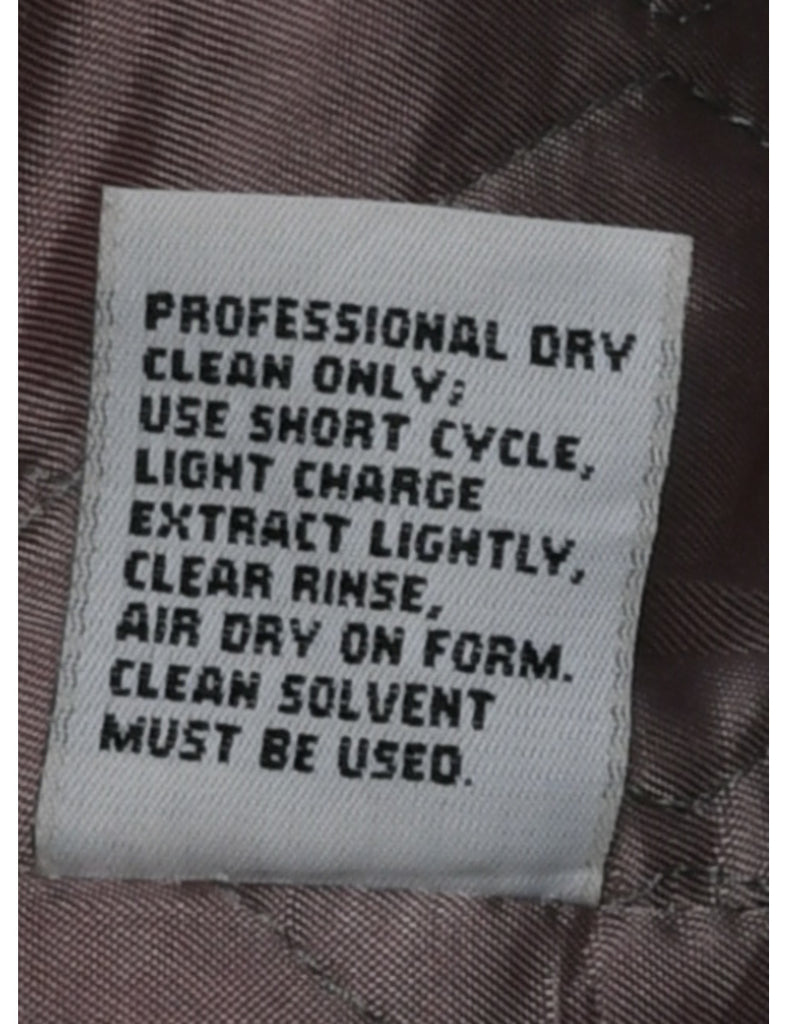 PROFESSIONAL DRY
CLEAN ONLY;
USE SHORT CYCLE,
LIGHT CHARGE
EXTRACT LIGHTLY,
CLEAR RINSE,
AIR DRY ON FORM.
CLEAN SOLVENT
MUST BE USED.